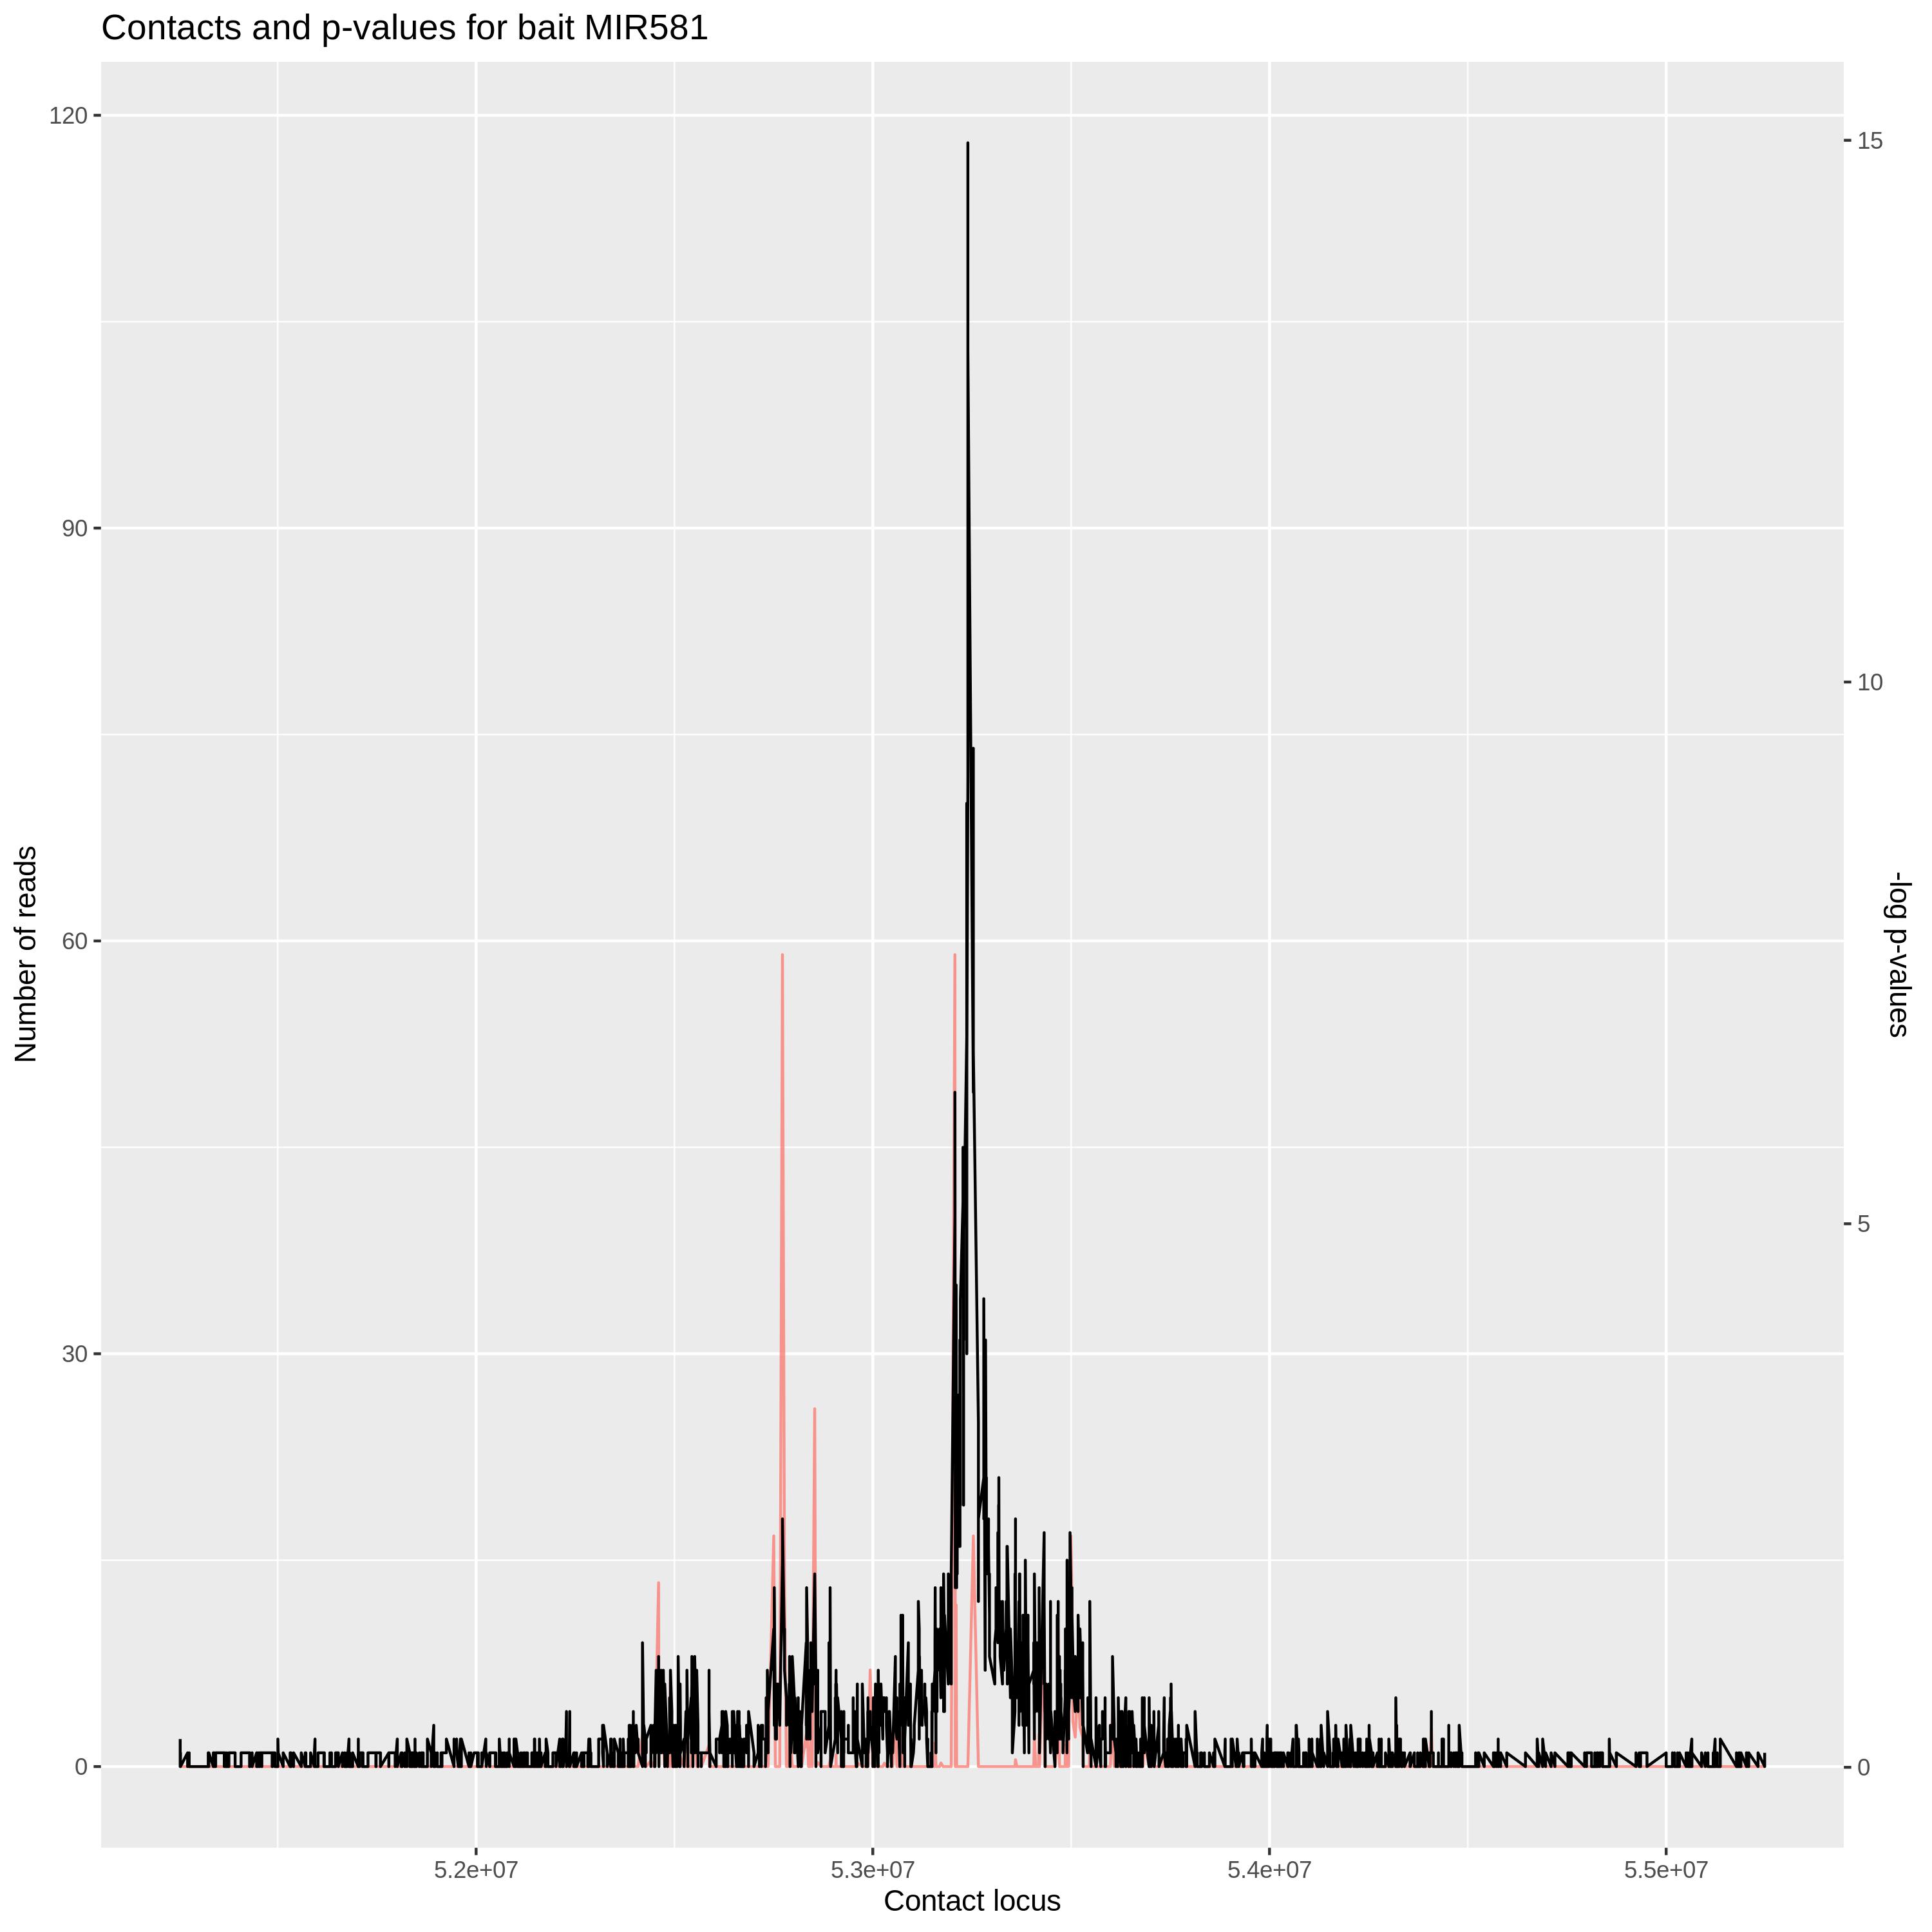 Contacts and p-values for bait MIR581
120
90
60
30
0
Number of reads
15
10
5
0
-log p-values
5.2e+07 5.3e+07 5.4e+07 5.5e+07
Contact locus